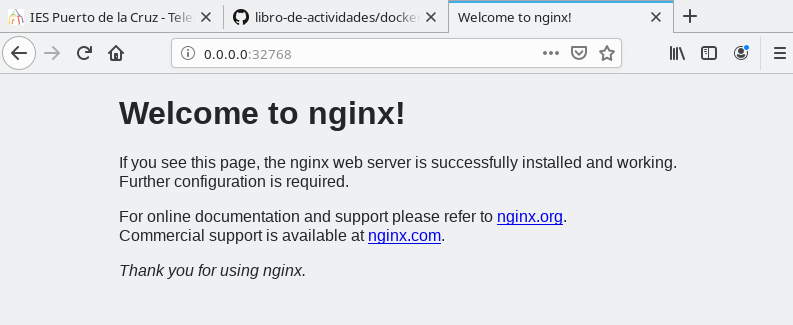 IES Puerto de la Cruz - Tele
libro-de-actividades/docke
Welcome to nginx!
0.0.0.0:32768
Welcome to nginx!
If you see this page, the nginx web server is successfully installed and working.
Further configuration is required.
For online documentation and support please refer to nginx.org.
Commercial support is available at nginx.com.
Thank you for using nginx.